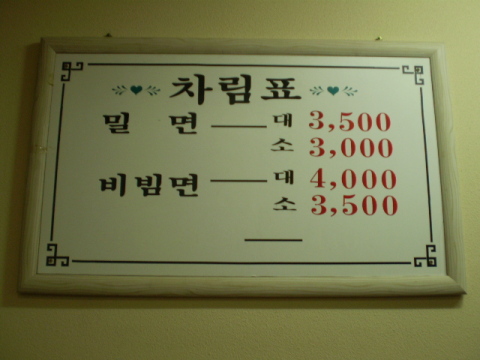 차림표
밀 면 대 3,500
소 3,000
비빔면 대 4,000
소 3,500